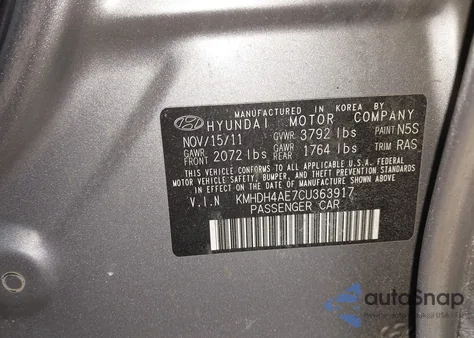 MANUFACTURED IN KOREA BY
HYUNDAI MOTOR COMPANY
NOV/15/11 GVWR 3792 lbs PAINT N5S
GAWR FRONT 2072 lbs GAWR REAR 1764 lbs TRIM RAS
THIS VEHICLE CONFORMS TO ALL APPLICABLE U.S.A. FEDERAL
MOTOR VEHICLE SAFETY, BUMPER, AND THEFT PREVENTION
STANDARDS IN EFFECT ON THE DATE OF MANUFACTURE SHOWN ABOVE.
V.I.N KMHDH4AE7CU363917
PASSENGER CAR
autoSnap